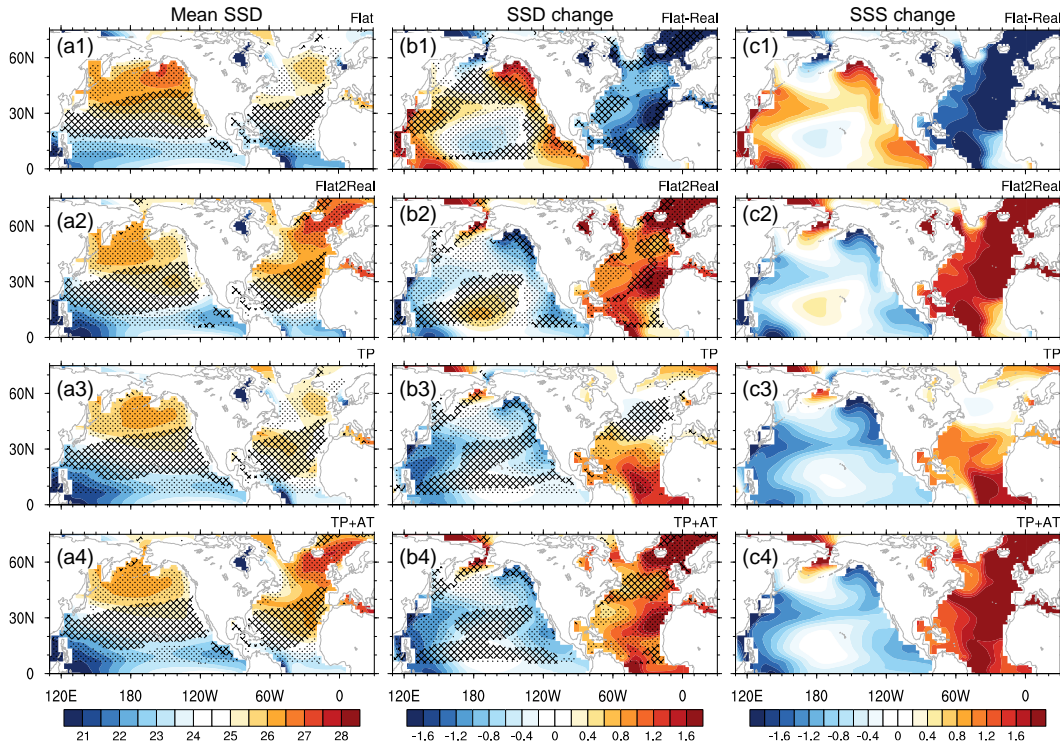 Mean SSD SSD change SSS change
Flat Flat-Real Flat-Real
(a1) (b1) (c1)
60N
30N
0
Flat2Real Flat2Real Flat2Real
(a2) (b2) (c2)
60N
30N
0
TP TP TP
(a3) (b3) (c3)
60N
30N
0
TP+AT TP+AT TP+AT
(a4) (b4) (c4)
60N
30N
0
120E 180 120W 60W 0 120E 180 120W 60W 0 120E 180 120W 60W 0
21 22 23 24 25 26 27 28 -1.6 -1.2 -0.8 -0.4 0 0.4 0.8 1.2 1.6 -1.6 -1.2 -0.8 -0.4 0 0.4 0.8 1.2 1.6